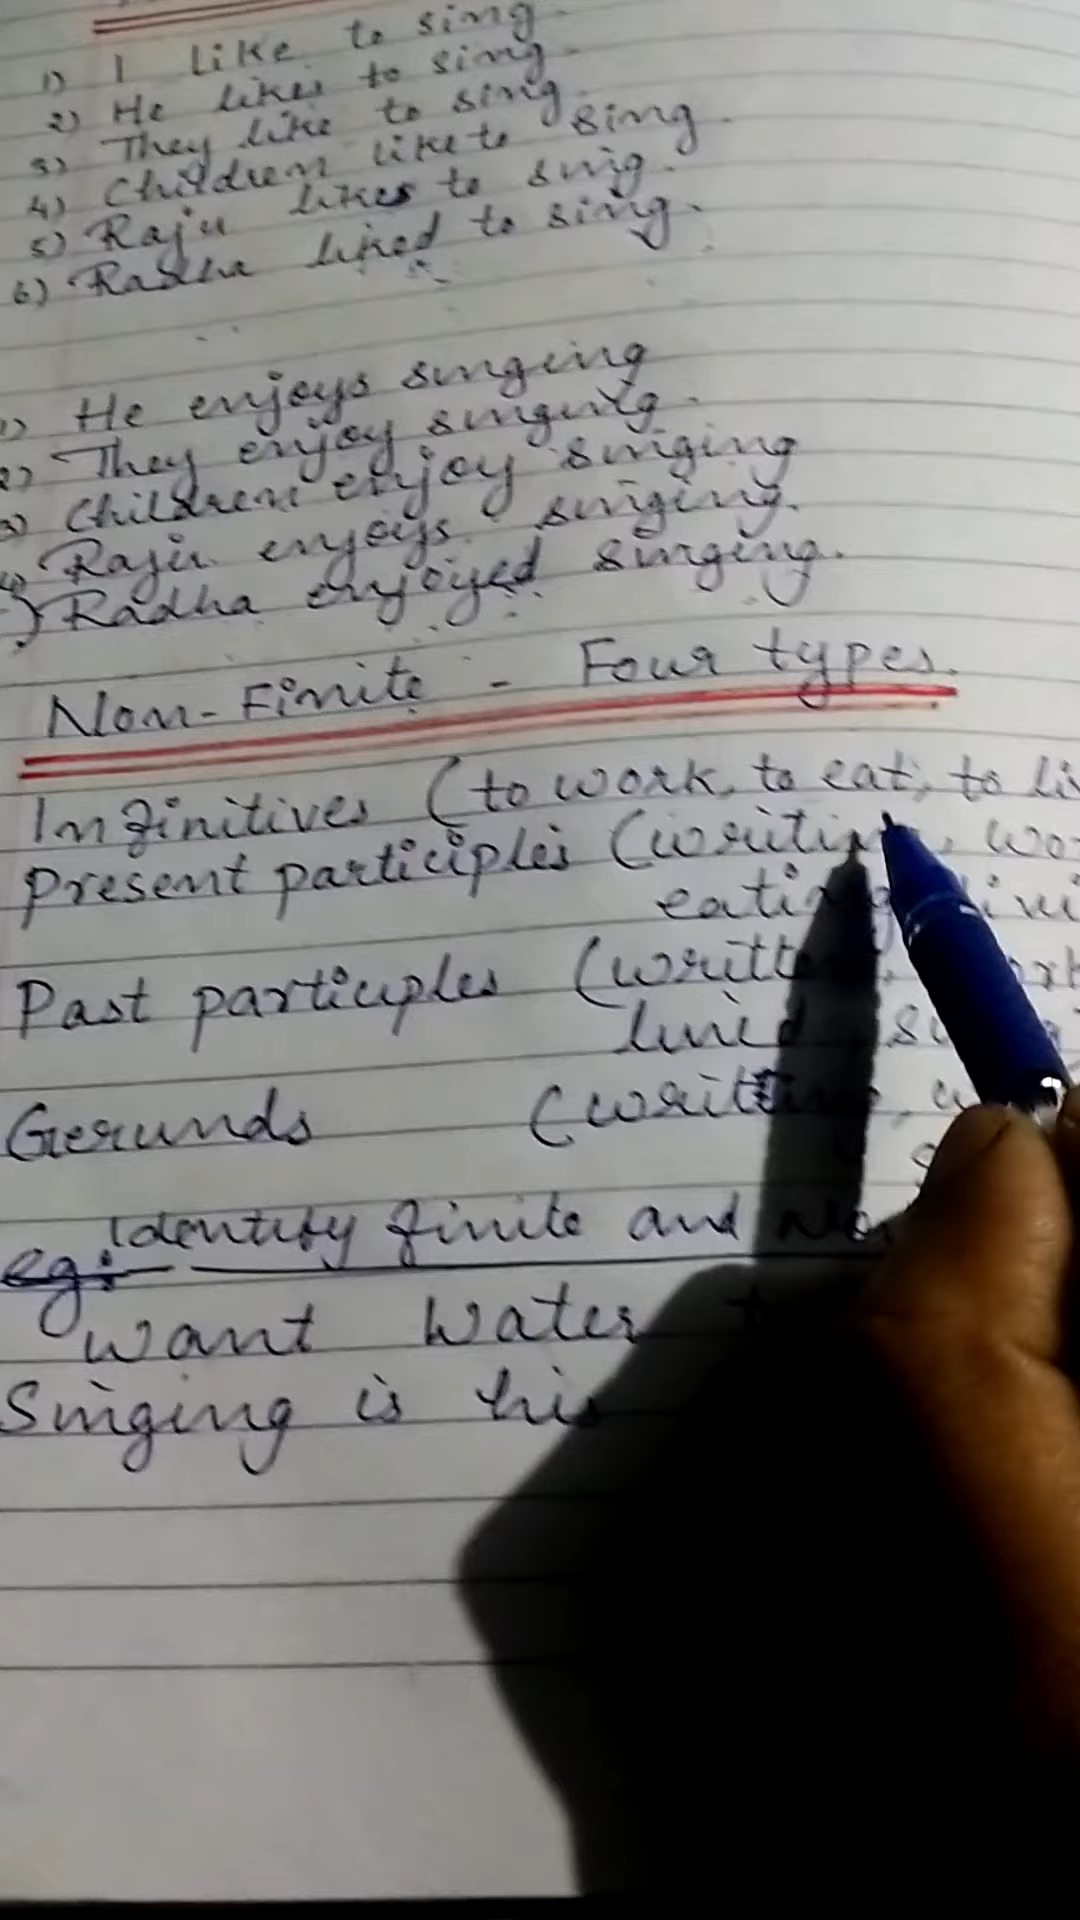 1) I like to sing.
2) He likes to sing.
3) They like to sing.
4) Children like to sing.
5) Raju likes to sing.
6) Radha liked to sing.
1) He enjoys singing
2) They enjoy singing.
3) Children enjoy singing
4) Raju enjoys singing.
) Radha enjoyed singing.
Non-Finite - Four types.
Infinitives (to work, to eat, to
Present participles (writing,
eating
Past participles (written,
lived,
Gerunds (writing,
eg: Identify finite and
want water
Singing is his